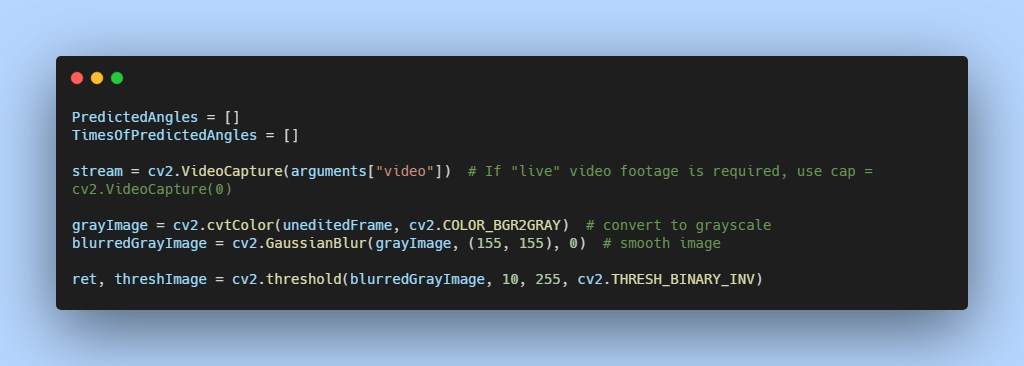 PredictedAngles = []
TimesOfPredictedAngles = []
stream = cv2.VideoCapture(arguments["video"])  # If "live" video footage is required, use cap =
cv2.VideoCapture(0)
grayImage = cv2.cvtColor(uneditedFrame, cv2.COLOR_BGR2GRAY)  # convert to grayscale
blurredGrayImage = cv2.GaussianBlur(grayImage, (155, 155), 0)  # smooth image
ret, threshImage = cv2.threshold(blurredGrayImage, 10, 255, cv2.THRESH_BINARY_INV)